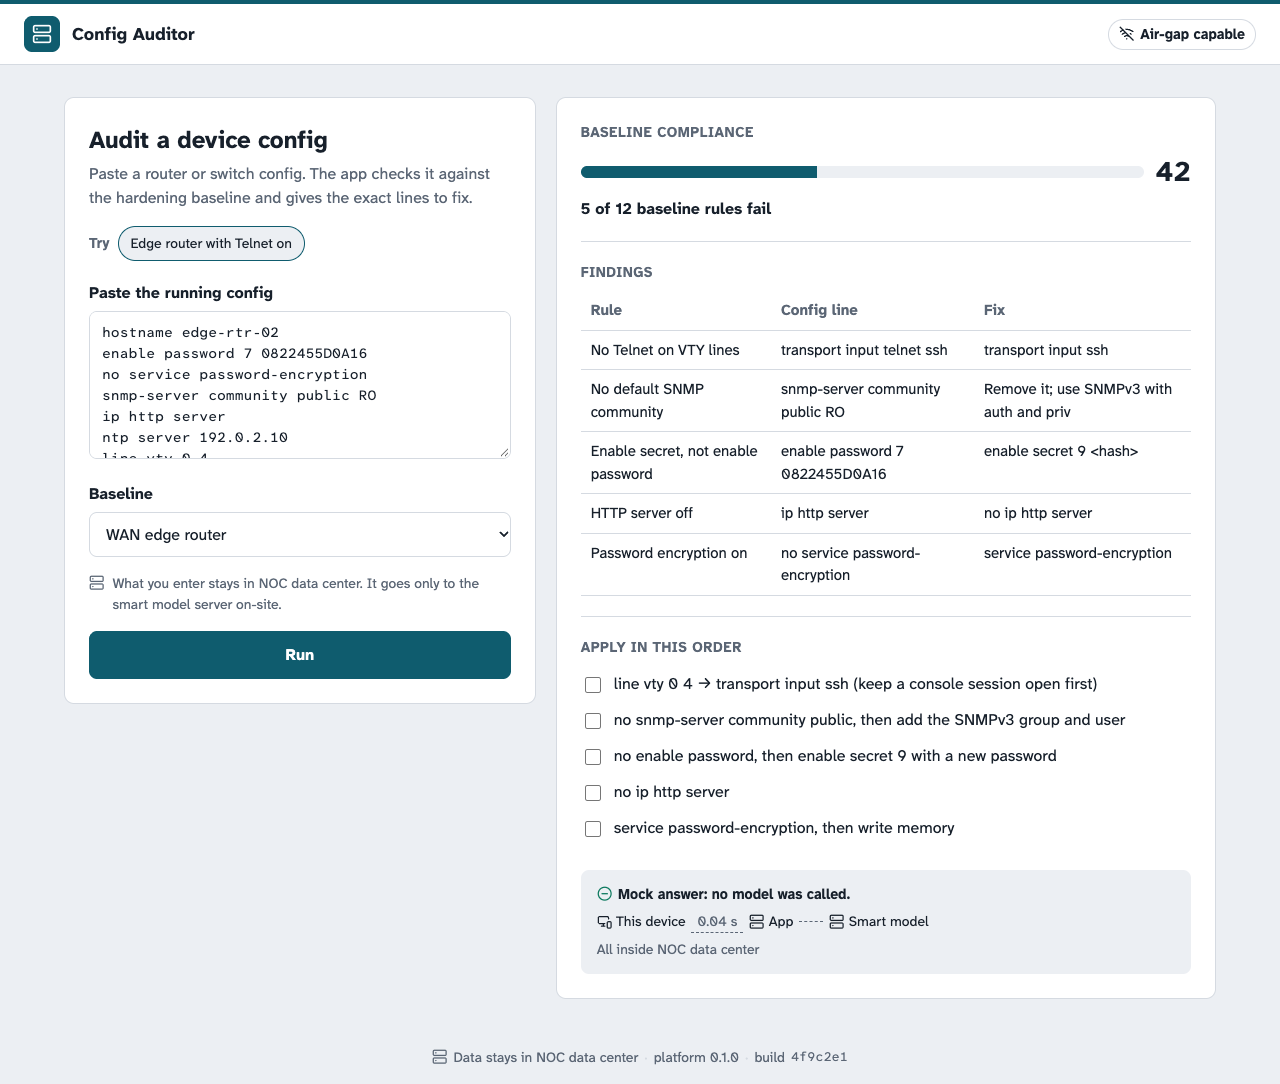 Config Auditor
Air-gap capable
Audit a device config
Paste a router or switch config. The app checks it against
the hardening baseline and gives the exact lines to fix.
Try
Edge router with Telnet on
Paste the running config
hostname edge-rtr-02
enable password 7 0822455D0A16
no service password-encryption
snmp-server community public RO
ip http server
ntp server 192.0.2.10
line vty 0 4
Baseline
WAN edge router
What you enter stays in NOC data center. It goes only to the
smart model server on-site.
Run
BASELINE COMPLIANCE
42
5 of 12 baseline rules fail
FINDINGS
Rule Config line Fix
No Telnet on VTY lines transport input telnet ssh transport input ssh
No default SNMP snmp-server community Remove it; use SNMPv3 with
community public RO auth and priv
Enable secret, not enable enable password 7 enable secret 9 <hash>
password 0822455D0A16
HTTP server off ip http server no ip http server
Password encryption on no service password- service password-encryption
encryption
APPLY IN THIS ORDER
line vty 0 4 → transport input ssh (keep a console session open first)
no snmp-server community public, then add the SNMPv3 group and user
no enable password, then enable secret 9 with a new password
no ip http server
service password-encryption, then write memory
Mock answer: no model was called.
This device 0.04 s App Smart model
All inside NOC data center
Data stays in NOC data center · platform 0.1.0 · build 4f9c2e1